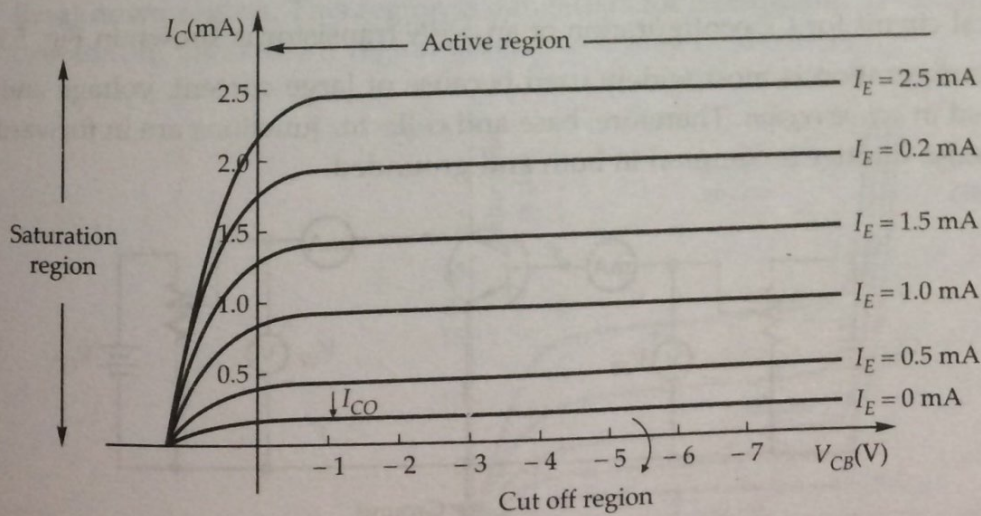 I_C(mA)
Active region
2.5
I_E = 2.5 mA
2.0
I_E = 0.2 mA
1.5
I_E = 1.5 mA
Saturation
region
1.0
I_E = 1.0 mA
0.5
I_E = 0.5 mA
I_CO
I_E = 0 mA
–1 –2 –3 –4 –5 –6 –7 V_CB(V)
Cut off region